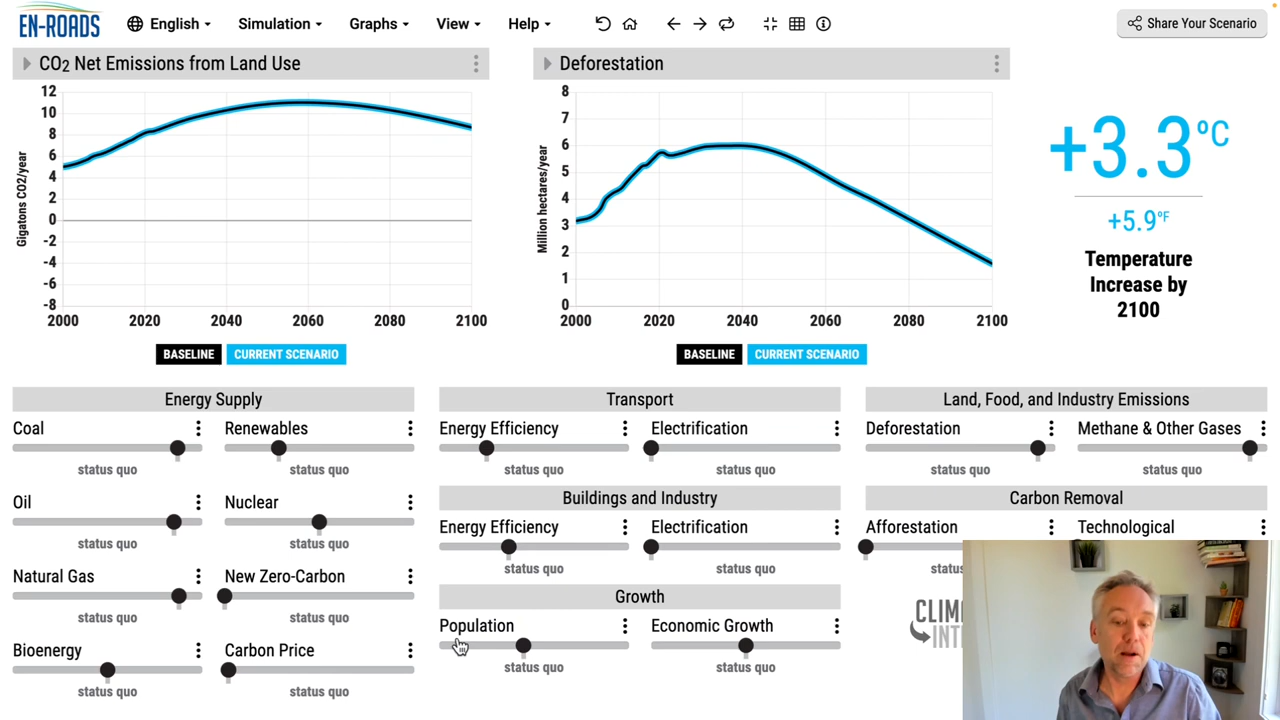 EN-ROADS
English
Simulation
Graphs
View
Help
Share Your Scenario
CO2 Net Emissions from Land Use
Gigatons CO2/year
12
10
8
6
4
2
0
-2
-4
-6
-8
2000 2020 2040 2060 2080 2100
BASELINE CURRENT SCENARIO
Deforestation
Million hectares/year
8
7
6
5
4
3
2
1
0
2000 2020 2040 2060 2080 2100
BASELINE CURRENT SCENARIO
+3.3°C
+5.9°F
Temperature
Increase by
2100
Energy Supply
Coal
status quo
Renewables
status quo
Oil
status quo
Nuclear
status quo
Natural Gas
status quo
New Zero-Carbon
status quo
Bioenergy
status quo
Carbon Price
status quo
Transport
Energy Efficiency
status quo
Electrification
status quo
Buildings and Industry
Energy Efficiency
status quo
Electrification
status quo
Growth
Population
status quo
Economic Growth
status quo
Land, Food, and Industry Emissions
Deforestation
status quo
Methane & Other Gases
status quo
Carbon Removal
Afforestation
Technological
status
CLIM
INT